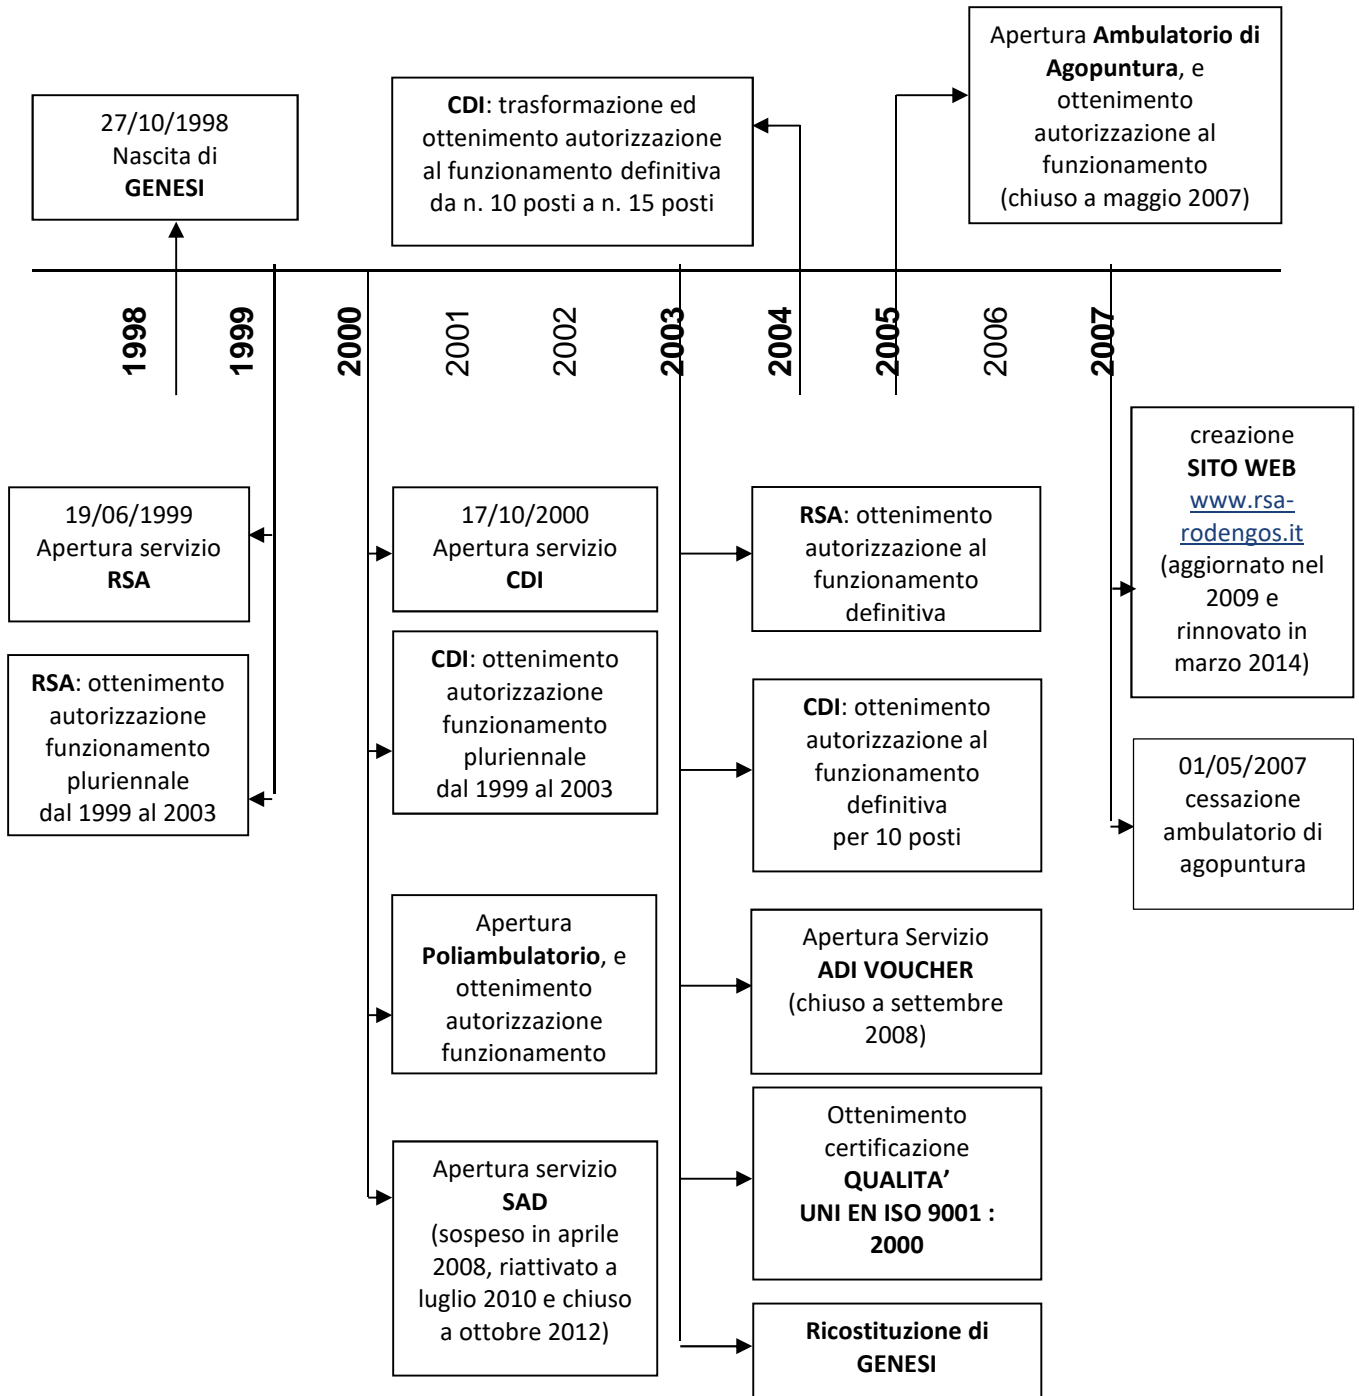 27/10/1998
Nascita di
GENESI
CDI: trasformazione ed
ottenimento autorizzazione
al funzionamento definitiva
da n. 10 posti a n. 15 posti
Apertura Ambulatorio di
Agopuntura, e
ottenimento
autorizzazione al
funzionamento
(chiuso a maggio 2007)
1998
1999
2000
2001
2002
2003
2004
2005
2006
2007
19/06/1999
Apertura servizio
RSA
RSA: ottenimento
autorizzazione
funzionamento
pluriennale
dal 1999 al 2003
17/10/2000
Apertura servizio
CDI
CDI: ottenimento
autorizzazione
funzionamento
pluriennale
dal 1999 al 2003
Apertura
Poliambulatorio, e
ottenimento
autorizzazione
funzionamento
Apertura servizio
SAD
(sospeso in aprile
2008, riattivato a
luglio 2010 e chiuso
a ottobre 2012)
RSA: ottenimento
autorizzazione al
funzionamento
definitiva
CDI: ottenimento
autorizzazione al
funzionamento
definitiva
per 10 posti
Apertura Servizio
ADI VOUCHER
(chiuso a settembre
2008)
Ottenimento
certificazione
QUALITA’
UNI EN ISO 9001 :
2000
Ricostituzione di
GENESI
creazione
SITO WEB
www.rsa-
rodengos.it
(aggiornato nel
2009 e
rinnovato in
marzo 2014)
01/05/2007
cessazione
ambulatorio di
agopuntura